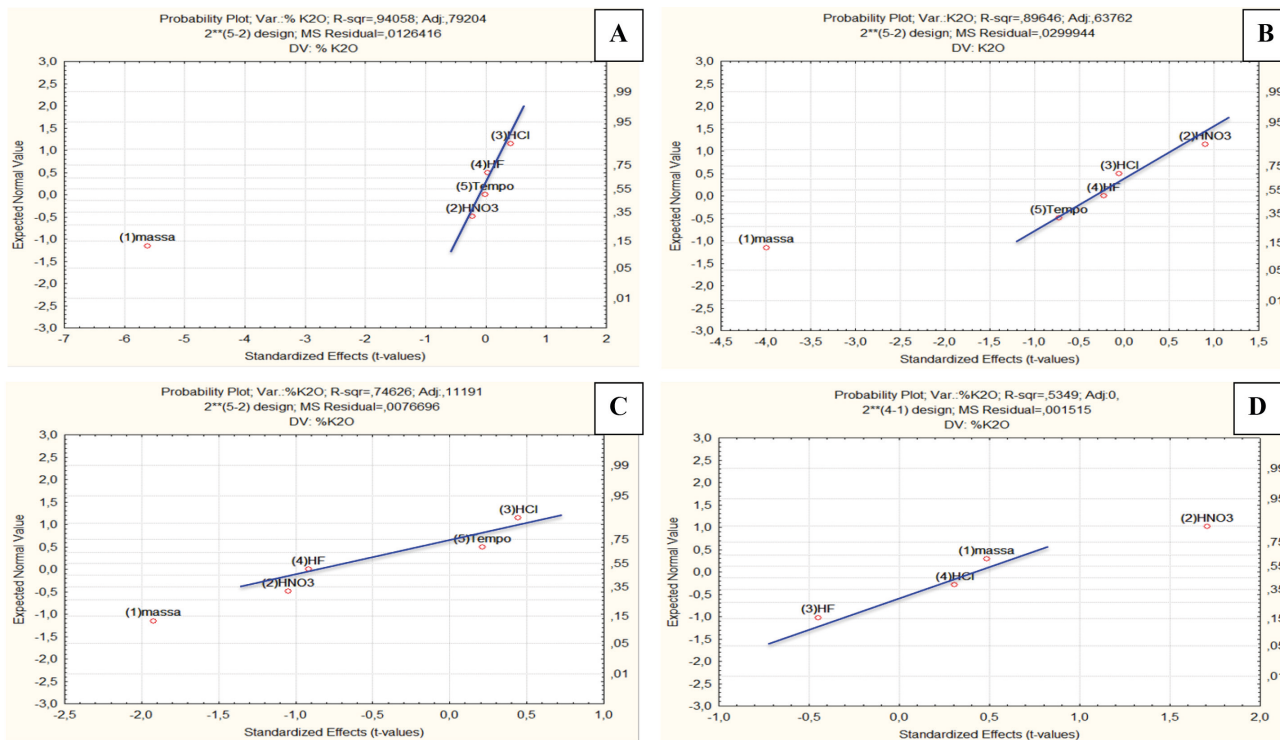 Probability Plot; Var.:% K2O; R-sqr=,94058; Adj:,79204
2**(5-2) design; MS Residual=,0126416
DV: % K2O
A
3,0
2,5
2,0
1,5
1,0
0,5
0,0
-0,5
-1,0
-1,5
-2,0
-2,5
-3,0
Expected Normal Value
,99
,95
,75
,55
,35
,15
,05
,01
(3)HCl
(4)HF
(5)Tempo
(2)HNO3
(1)massa
-7 -6 -5 -4 -3 -2 -1 0 1 2
Standardized Effects (t-values)
Probability Plot; Var.:K2O; R-sqr=,89646; Adj:,63762
2**(5-2) design; MS Residual=,0299944
DV: K2O
B
3,0
2,5
2,0
1,5
1,0
0,5
0,0
-0,5
-1,0
-1,5
-2,0
-2,5
-3,0
Expected Normal Value
,99
,95
,75
,55
,35
,15
,05
,01
(2)HNO3
(3)HCl
(4)HF
(5)Tempo
(1)massa
-4,5 -4,0 -3,5 -3,0 -2,5 -2,0 -1,5 -1,0 -0,5 0,0 0,5 1,0 1,5
Standardized Effects (t-values)
Probability Plot; Var.:%K2O; R-sqr=,74626; Adj:,11191
2**(5-2) design; MS Residual=,0076696
DV: %K2O
C
3,0
2,5
2,0
1,5
1,0
0,5
0,0
-0,5
-1,0
-1,5
-2,0
-2,5
-3,0
Expected Normal Value
,99
,95
,75
,55
,35
,15
,05
,01
(3)HCl
(5)Tempo
(4)HF
(2)HNO3
(1)massa
-2,5 -2,0 -1,5 -1,0 -0,5 0,0 0,5 1,0
Standardized Effects (t-values)
Probability Plot; Var.:%K2O; R-sqr=,5349; Adj:0,
2**(4-1) design; MS Residual=,001515
DV: %K2O
D
3,0
2,5
2,0
1,5
1,0
0,5
0,0
-0,5
-1,0
-1,5
-2,0
-2,5
-3,0
Expected Normal Value
,99
,95
,75
,55
,35
,15
,05
,01
(2)HNO3
(1)massa
(4)HCl
(3)HF
-1,0 -0,5 0,0 0,5 1,0 1,5 2,0
Standardized Effects (t-values)